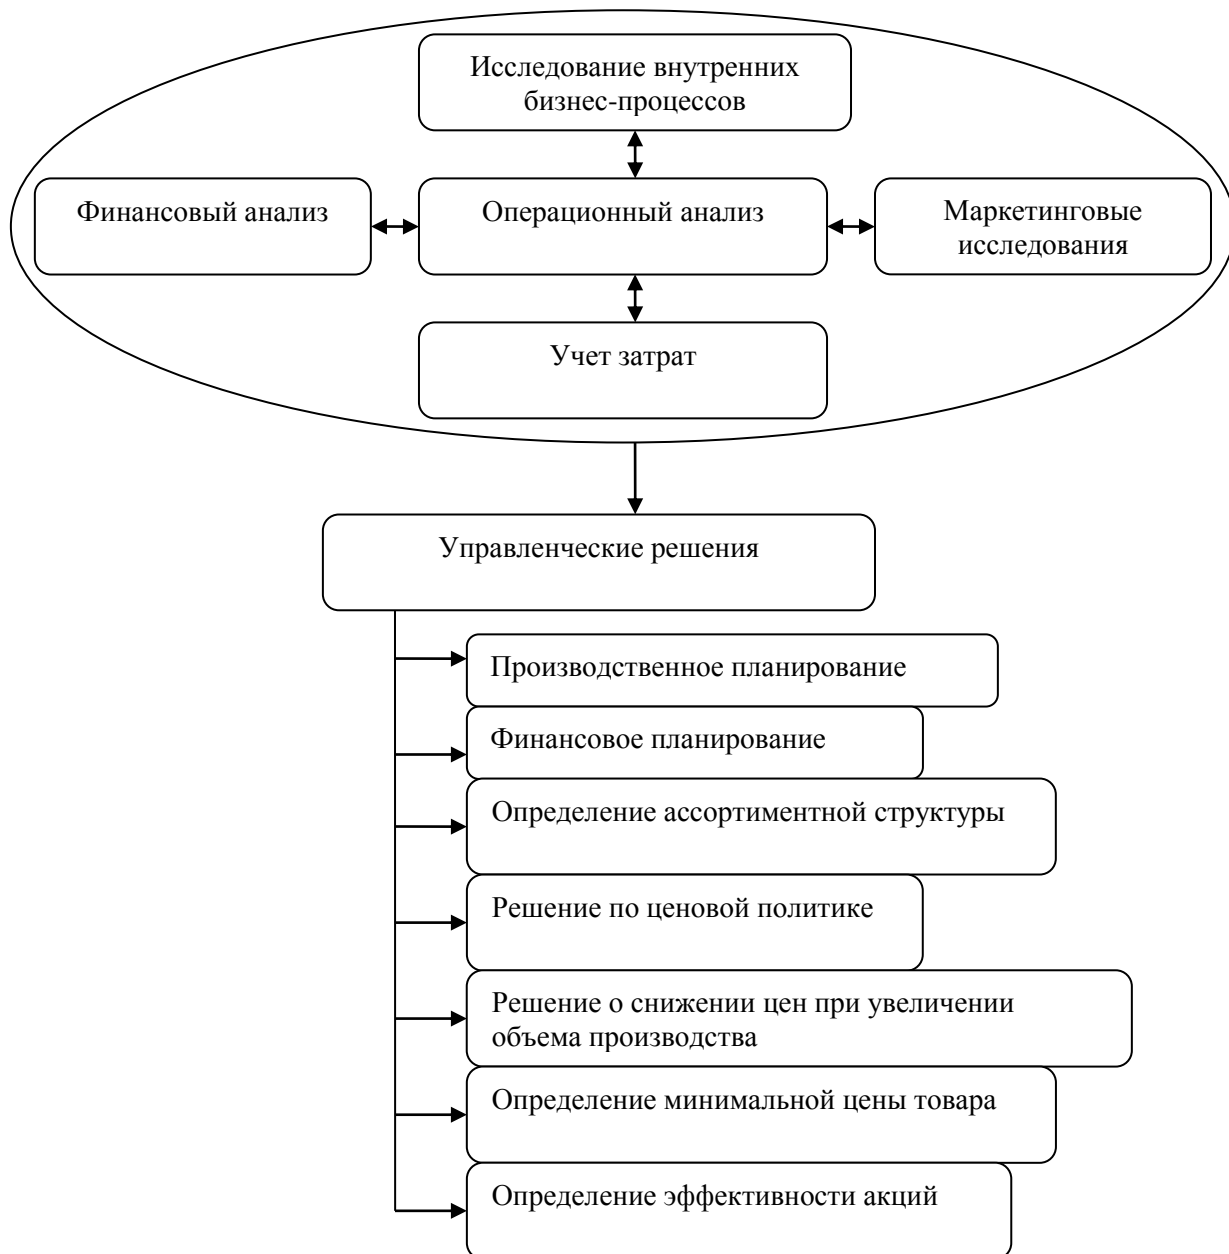 Исследование внутренних
бизнес-процессов
Финансовый анализ
Операционный анализ
Маркетинговые
исследования
Учет затрат
Управленческие решения
Производственное планирование
Финансовое планирование
Определение ассортиментной структуры
Решение по ценовой политике
Решение о снижении цен при увеличении
объема производства
Определение минимальной цены товара
Определение эффективности акций